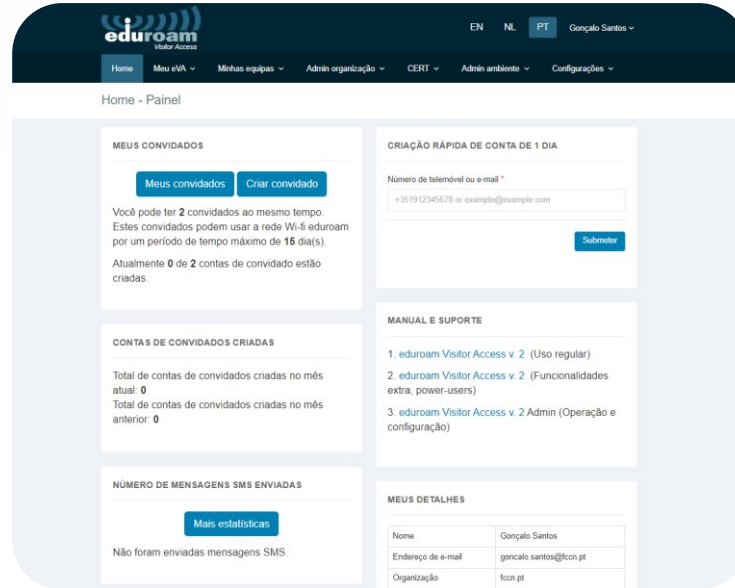 eduroam
Visitor Access
EN NL PT Gonçalo Santos
Home Meu eVA Minhas equipas Admin organização CERT Admin ambiente Configurações
Home - Painel
MEUS CONVIDADOS
Meus convidados Criar convidado
Você pode ter 2 convidados ao mesmo tempo.
Estes convidados podem usar a rede Wi-fi eduroam
por um período de tempo máximo de 15 dia(s).
Atualmente 0 de 2 contas de convidado estão
criadas.
CONTAS DE CONVIDADOS CRIADAS
Total de contas de convidados criadas no mês
atual: 0
Total de contas de convidados criadas no mês
anterior: 0
NÚMERO DE MENSAGENS SMS ENVIADAS
Mais estatísticas
Não foram enviadas mensagens SMS.
CRIAÇÃO RÁPIDA DE CONTA DE 1 DIA
Número de telemóvel ou e-mail *
+351912345678 or example@example.com
Submeter
MANUAL E SUPORTE
1. eduroam Visitor Access v. 2 (Uso regular)
2. eduroam Visitor Access v. 2 (Funcionalidades
extra, power-users)
3. eduroam Visitor Access v. 2 Admin (Operação e
configuração)
MEUS DETALHES
Nome Gonçalo Santos
Endereço de e-mail goncalo.santos@fccn.pt
Organização fccn.pt